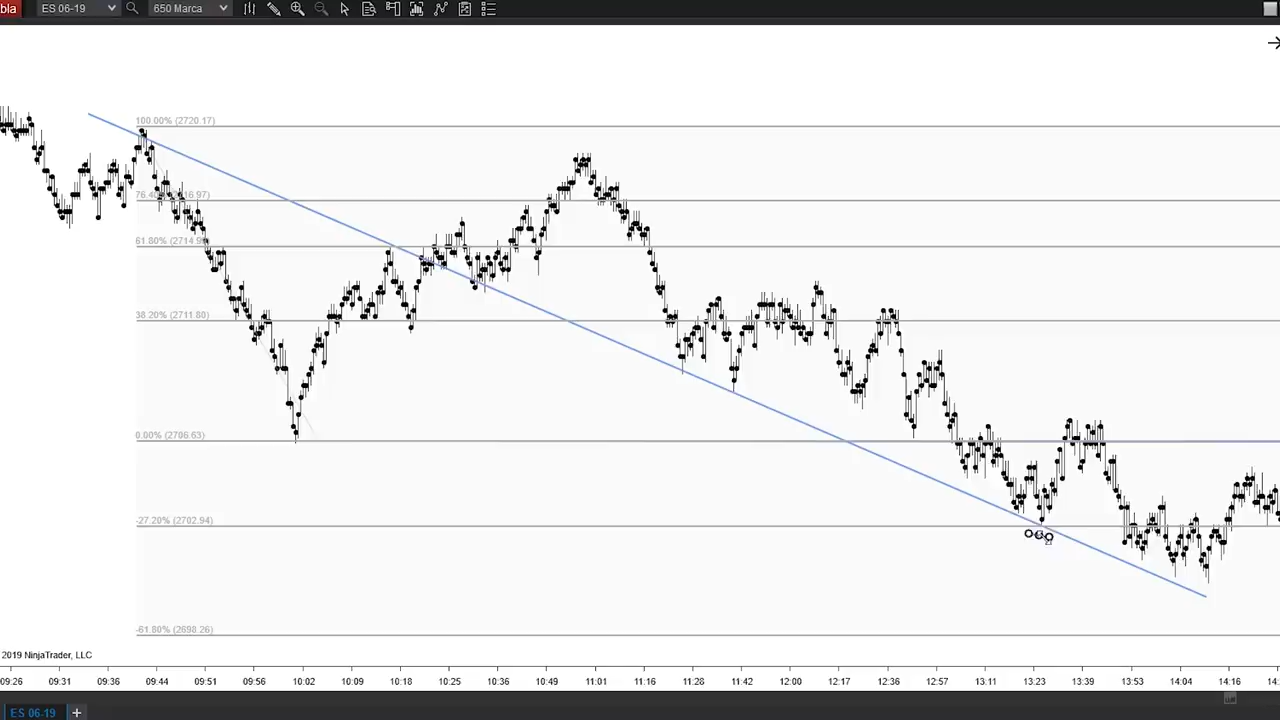 bla ES 06-19 650 Marca
100.00% (2720.17)
61.80% (2714.99)
38.20% (2711.80)
0.00% (2706.63)
-27.20% (2702.94)
-61.80% (2698.26)
2019 NinjaTrader, LLC
09:26 09:31 09:36 09:44 09:51 09:56 10:02 10:09 10:18 10:25 10:36 10:49 11:01 11:16 11:26 11:42 12:00 12:17 12:36 12:57 13:11 13:23 13:53 14:04 14:16 14:
ES 06-19 +